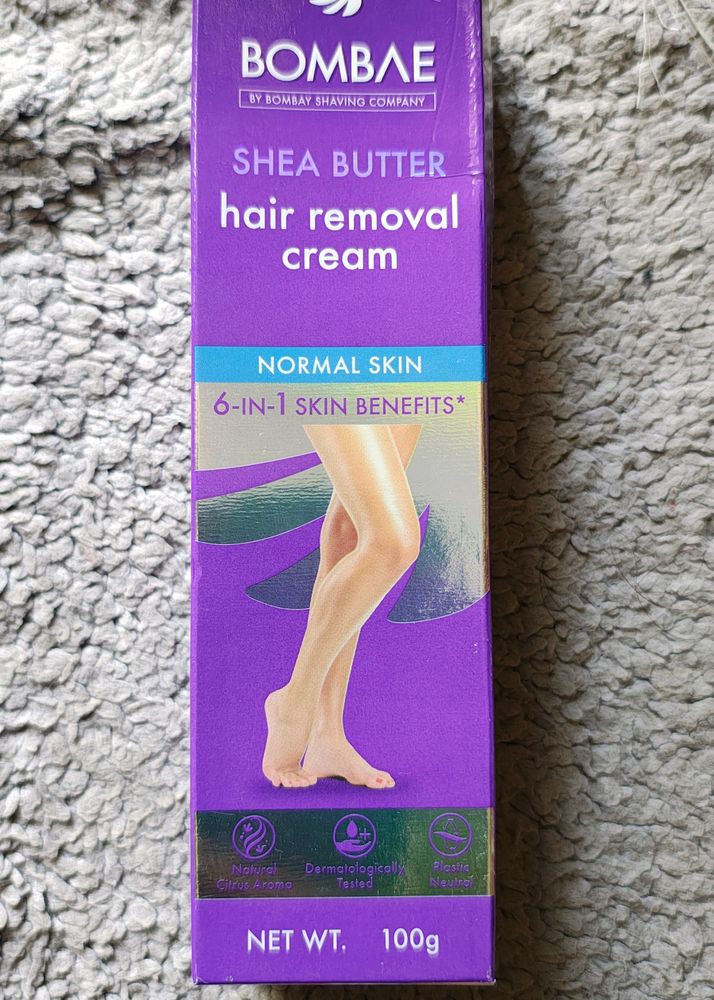 BOMBAE
BY BOMBAY SHAVING COMPANY
SHEA BUTTER
hair removal
cream
NORMAL SKIN
6-IN-1 SKIN BENEFITS*
Natural
Citrus Aroma
Dermatologically
Tested
Plastic
Neutral
NET WT. 100g